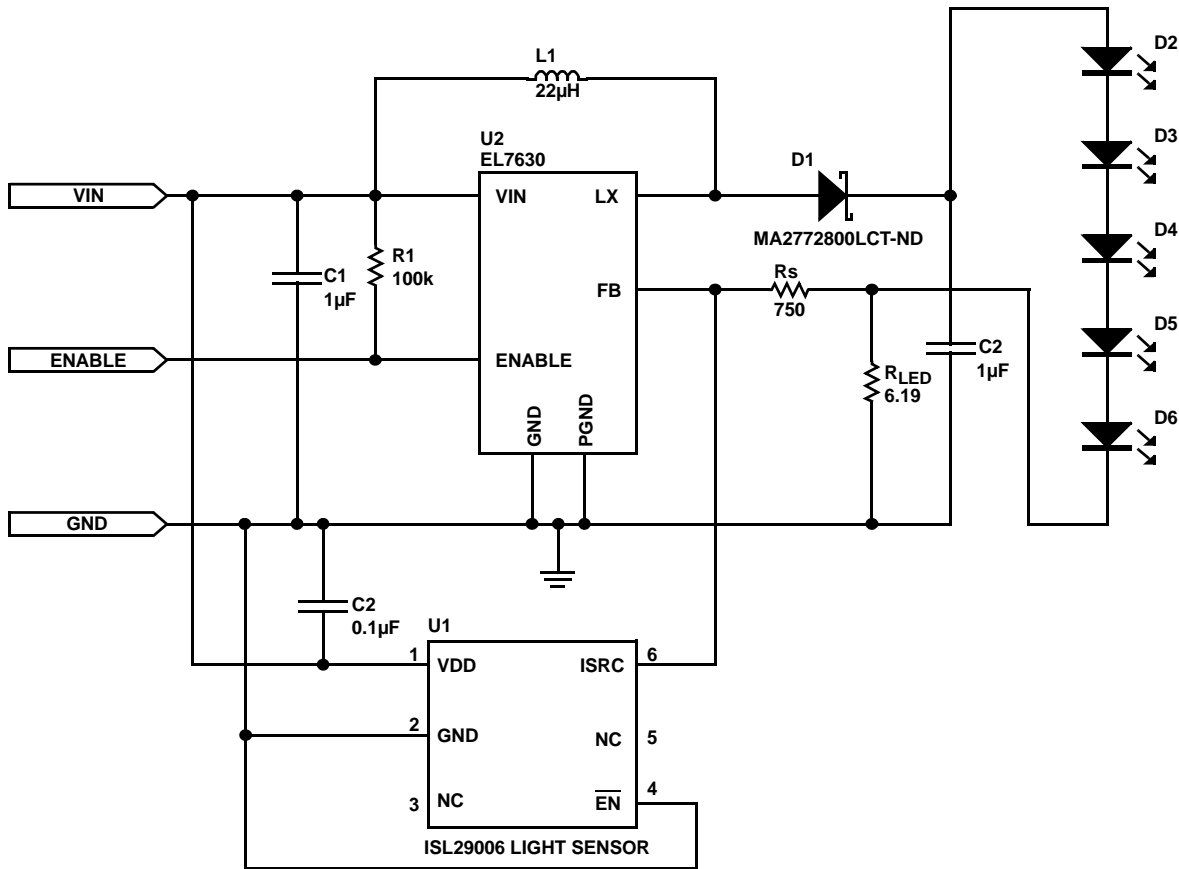 D2
L1
22µH
D3
U2
EL7630
D1
VIN
VIN
LX
MA2772800LCT-ND
D4
C1
1µF
R1
100k
Rs
750
FB
D5
ENABLE
ENABLE
C2
1µF
RLED
6.19
GND
PGND
D6
GND
C2
0.1µF
U1
1
VDD
ISRC
6
2
GND
NC
5
3
NC
EN
4
ISL29006 LIGHT SENSOR